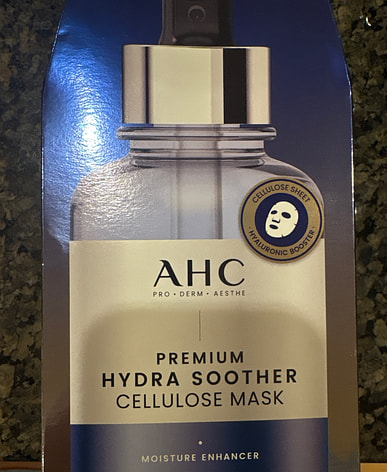 CELLULOSE SHEET
• HYALURONIC BOOSTER •
AHC
PRO • DERM • AESTHE
PREMIUM
HYDRA SOOTHER
CELLULOSE MASK
MOISTURE ENHANCER